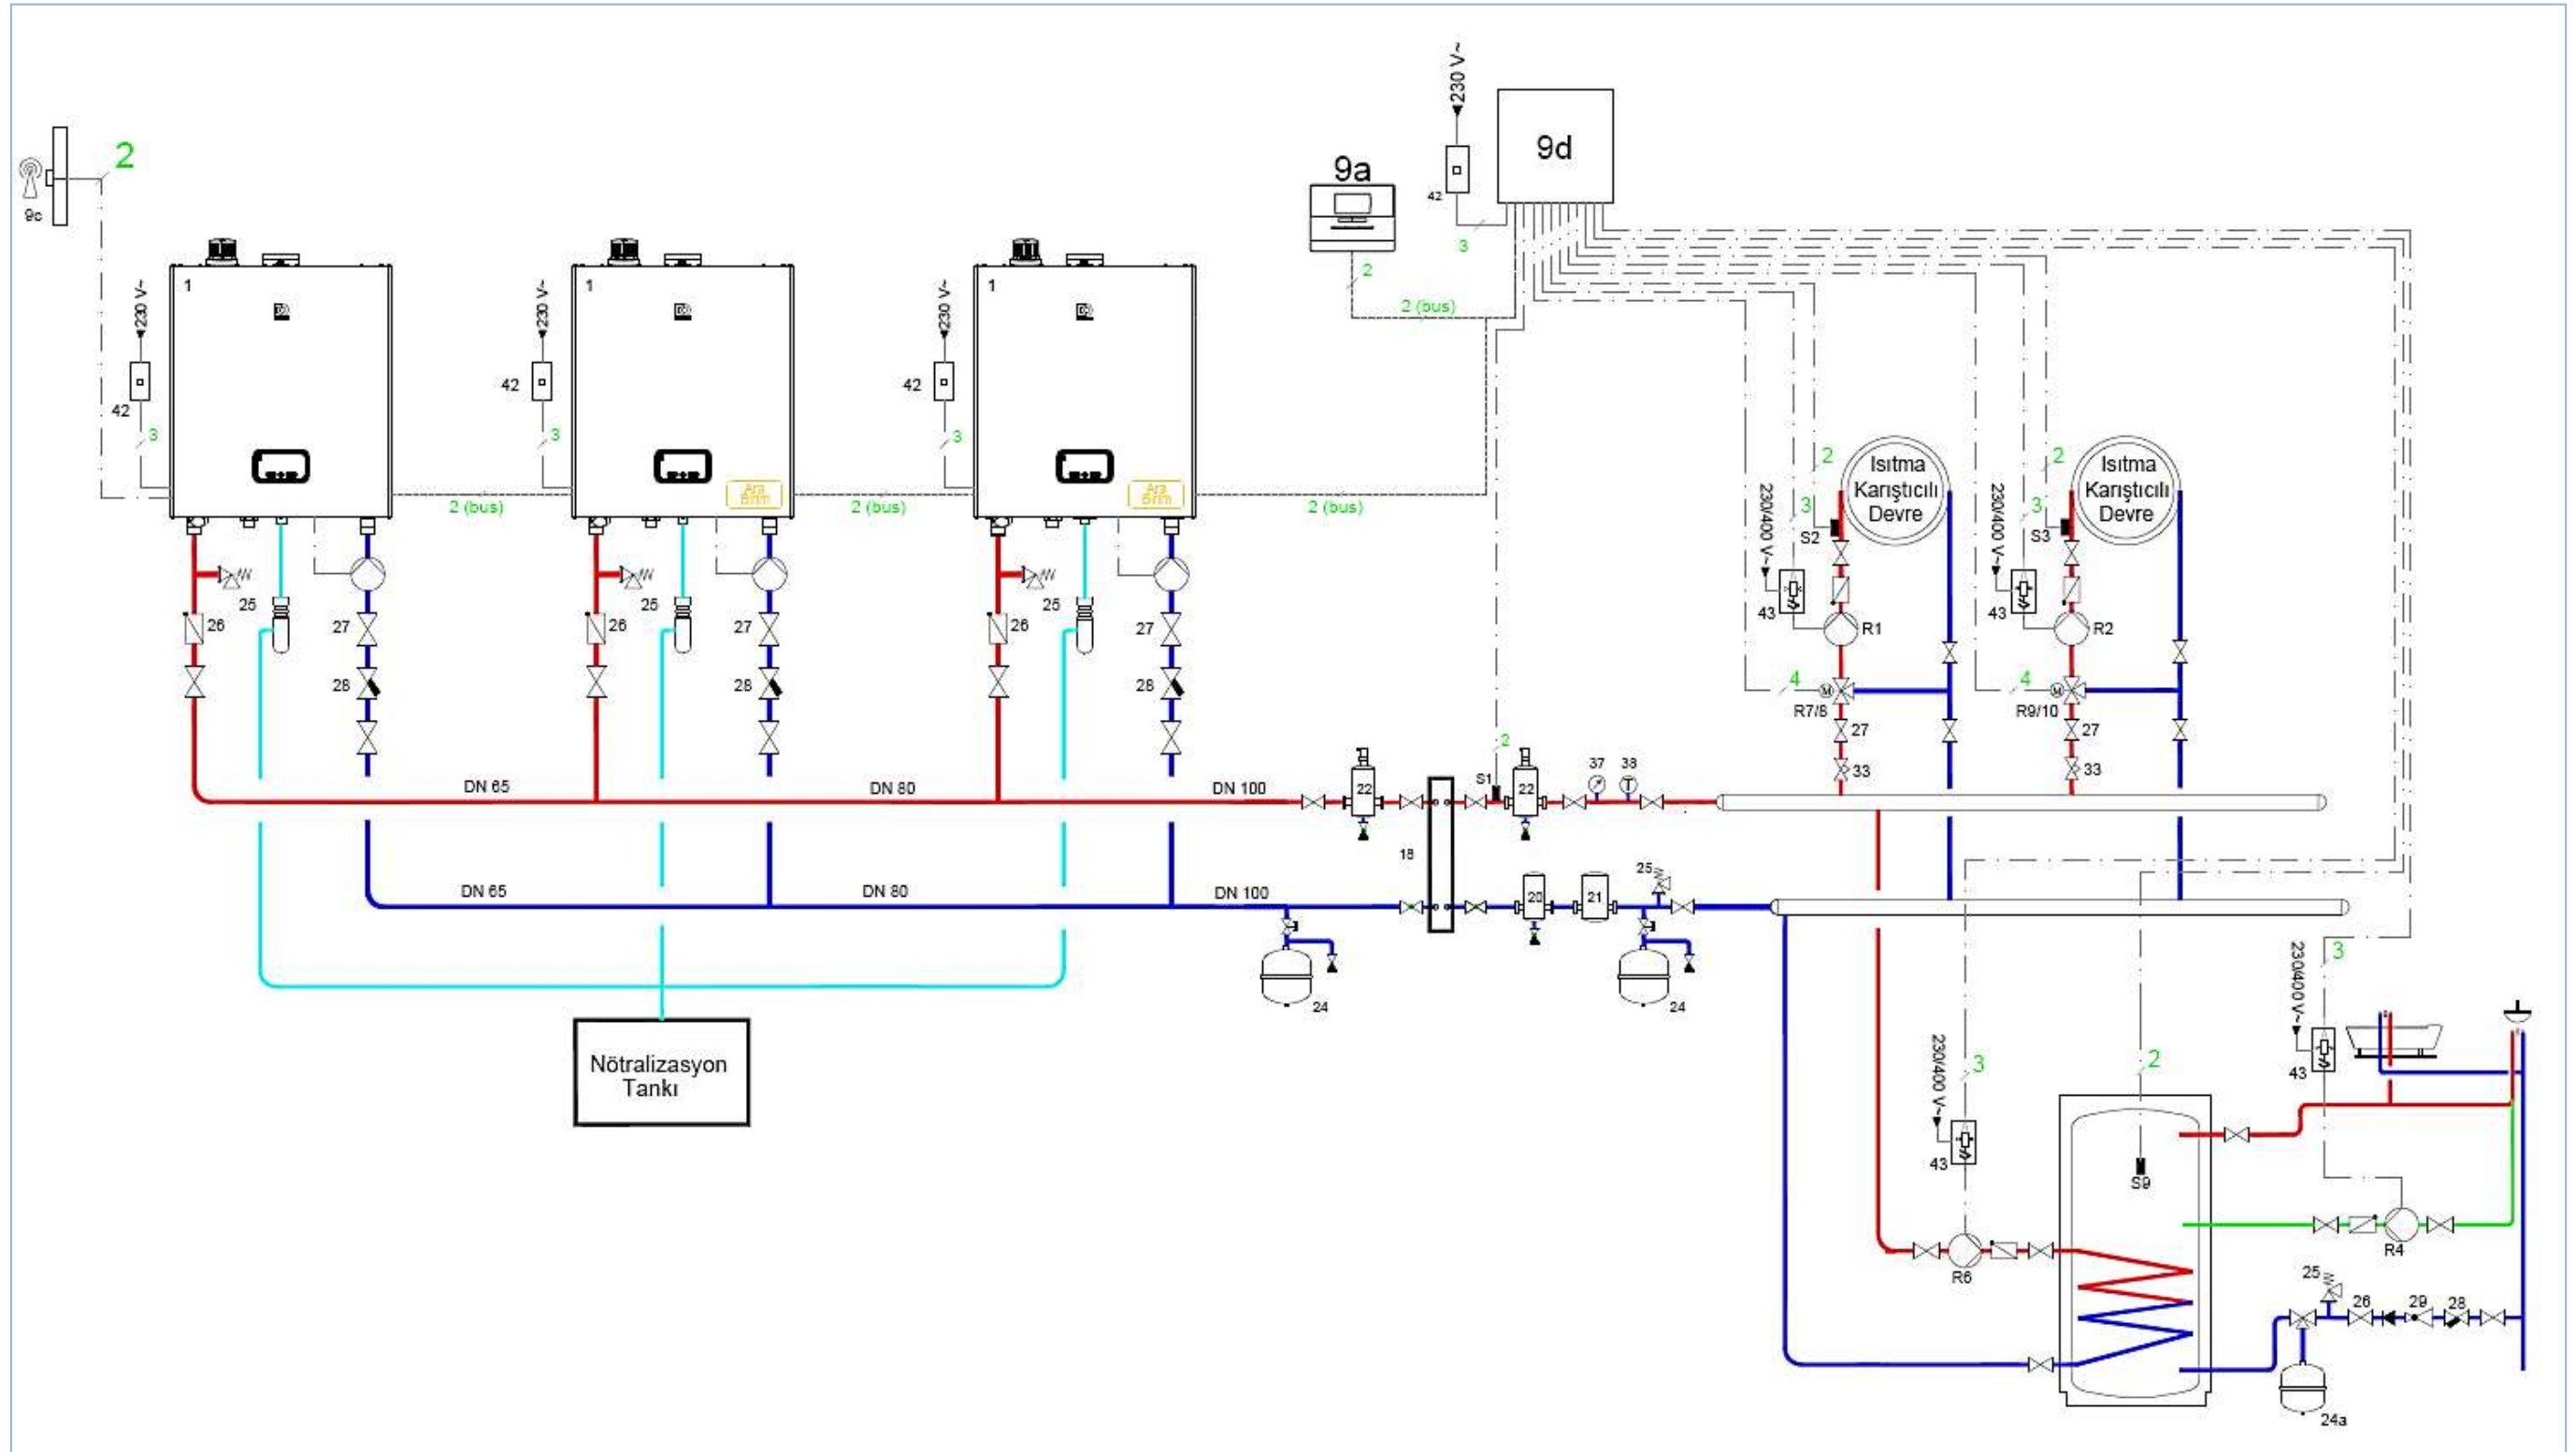 230 V~
9d
9a
42
3
2
9c
2
2 (bus)
1
1
1
230 V~
230 V~
230 V~
42
42
42
3
3
3
Ara
Birim
Ara
Birim
2 (bus)
2 (bus)
2 (bus)
Isıtma
Karıştıcılı
Devre
Isıtma
Karıştıcılı
Devre
2
2
3
3
230/400 V~
230/400 V~
S2
S3
43
43
R1
R2
25
25
25
26
27
26
27
26
27
28
28
28
4
4
R7/8
R9/10
27
27
33
33
2
S1
37
38
22
22
DN 65
DN 80
DN 100
18
DN 65
DN 80
DN 100
20
21
25
24
24
Nötralizasyon
Tankı
230/400 V~
3
43
230/400 V~
3
2
43
S9
R6
R4
25
26
29
28
24a